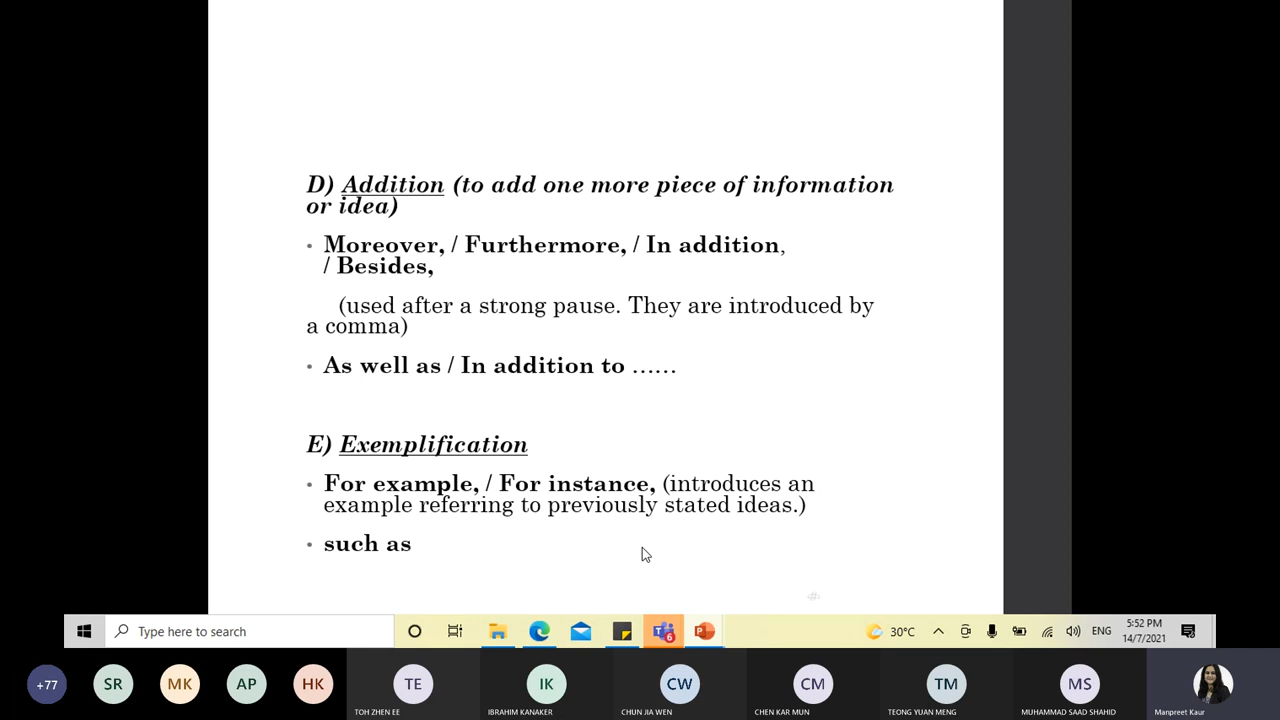 D) Addition (to add one more piece of information
or idea)
• Moreover, / Furthermore, / In addition,
/ Besides,
(used after a strong pause. They are introduced by
a comma)
• As well as / In addition to ……
E) Exemplification
• For example, / For instance, (introduces an
example referring to previously stated ideas.)
• such as
#
Type here to search
6
30°C
ENG
5:52 PM
14/7/2021
+77
SR
MK
AP
HK
TE
IK
CW
CM
TM
MS
TOH ZHEN EE
IBRAHIM KANAKER
CHUN JIA WEN
CHEN KAR MUN
TEONG YUAN MENG
MUHAMMAD SAAD SHAHID
Manpreet Kaur